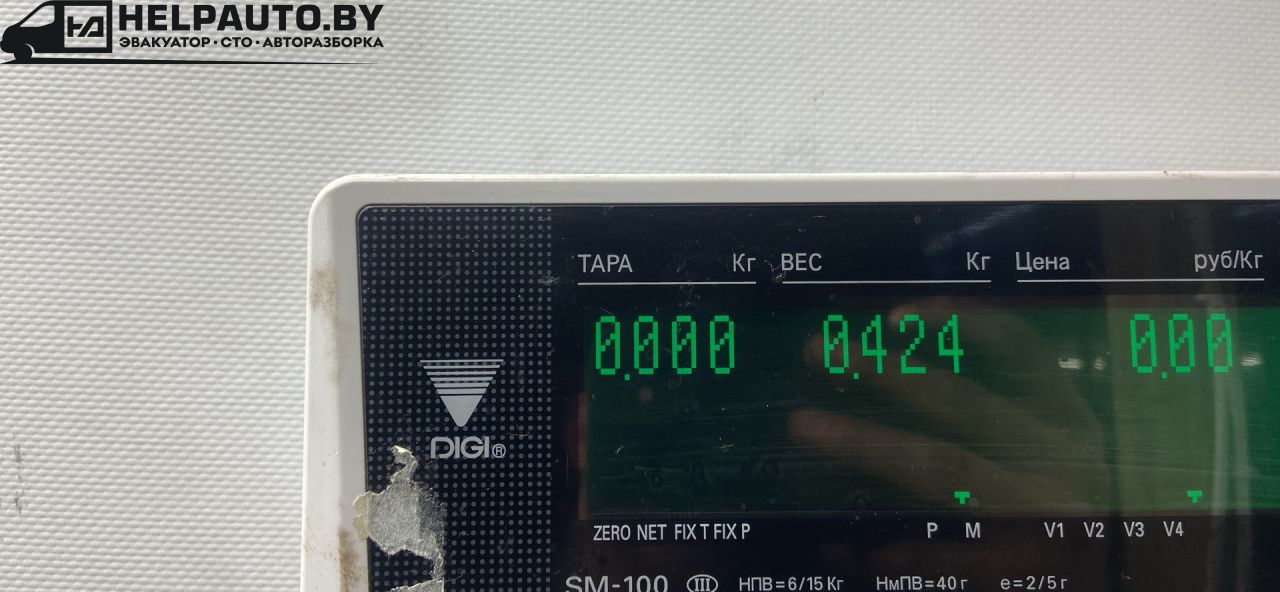 HELPAUTO.BY
ЭВАКУАТОР · СТО · АВТОРАЗБОРКА
ТАРА Кг ВЕС Кг Цена руб/Кг
0.000 0.424 0.00
DIGI®
ZERO NET FIX T FIX P P M V1 V2 V3 V4
SM-100 III НПВ=6/15 Кг НмПВ=40 г e=2/5 г